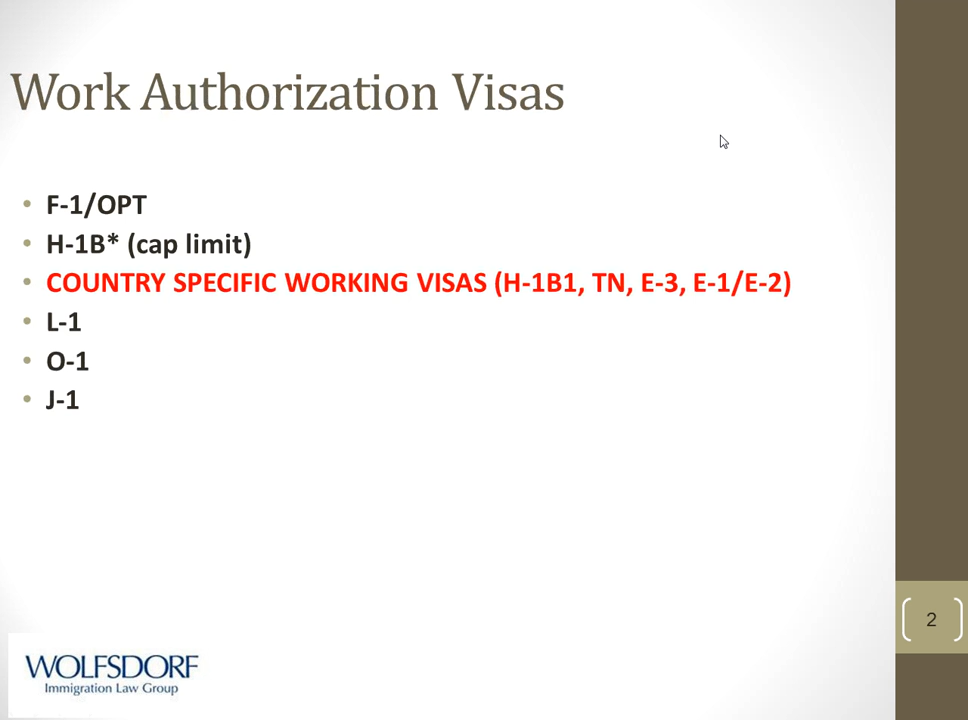 Work Authorization Visas
• F-1/OPT
• H-1B* (cap limit)
• COUNTRY SPECIFIC WORKING VISAS (H-1B1, TN, E-3, E-1/E-2)
• L-1
• O-1
• J-1
2
WOLFSDORF
Immigration Law Group